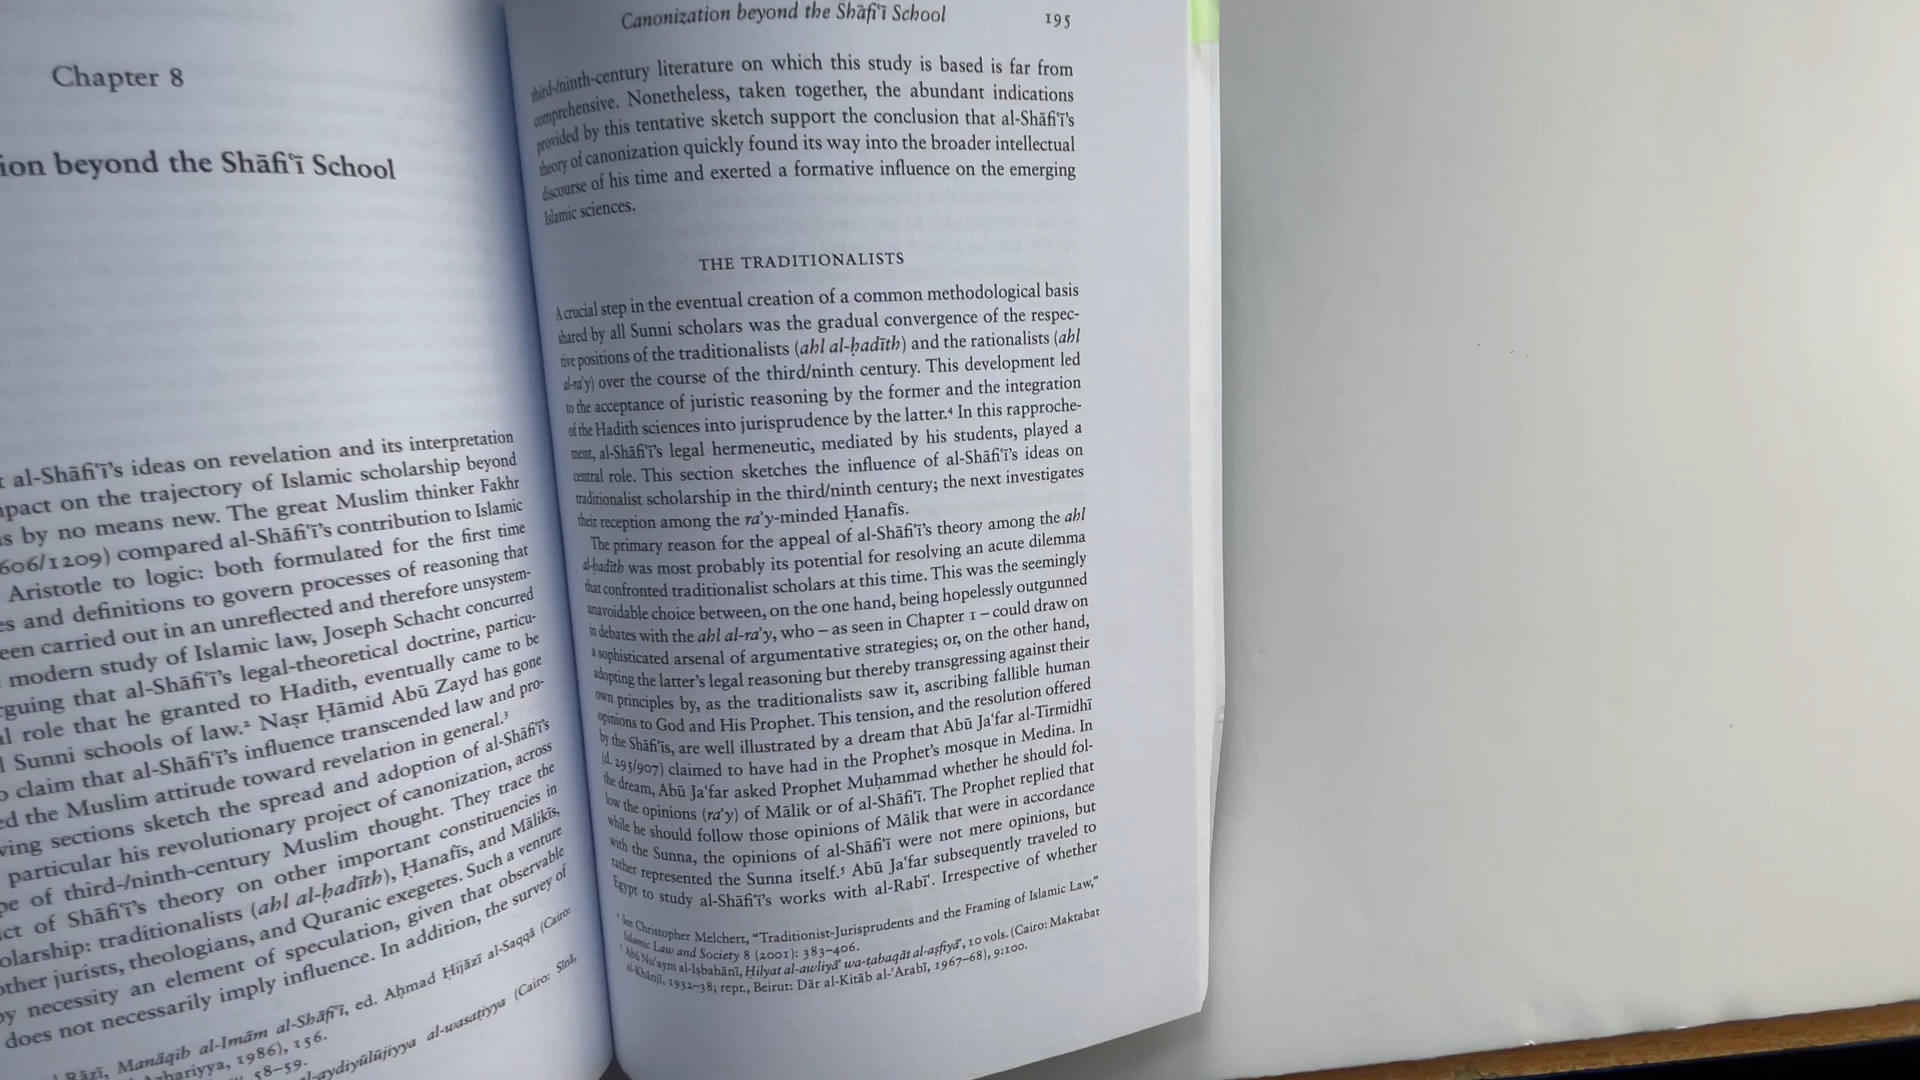 Chapter 8
ion beyond the Shāfiʿī School
al-Shāfiʿī's ideas on revelation and its interpretation
pact on the trajectory of Islamic scholarship beyond
s by no means new. The great Muslim thinker Fakhr
606/1209) compared al-Shāfiʿī's contribution to Islamic
Aristotle to logic: both formulated for the first time
es and definitions to govern processes of reasoning that
een carried out in an unreflected and therefore unsystem-
modern study of Islamic law, Joseph Schacht concurred
rguing that al-Shāfiʿī's legal-theoretical doctrine, particu-
l role that he granted to Hadith, eventually came to be
l Sunni schools of law.² Naṣr Ḥāmid Abū Zayd has gone
o claim that al-Shāfiʿī's influence transcended law and pro-
ed the Muslim attitude toward revelation in general.³
ving sections sketch the spread and adoption of al-Shāfiʿī's
particular his revolutionary project of canonization, across
pe of third-/ninth-century Muslim thought. They trace the
ct of Shāfiʿī's theory on other important constituencies in
olarship: traditionalists (ahl al-ḥadīth), Ḥanafīs, and Mālikīs,
other jurists, theologians, and Quranic exegetes. Such a venture
by necessity an element of speculation, given that observable
does not necessarily imply influence. In addition, the survey of
Rāzī, Manāqib al-Imām al-Shāfiʿī, ed. Aḥmad Ḥijāzī al-Saqqā (Cairo:
zhariyya, 1986), 156.
58–59.
al-aydiyūlūjiyya al-wasaṭiyya (Cairo: Sīnā,
Canonization beyond the Shāfiʿī School 195
third-/ninth-century literature on which this study is based is far from
comprehensive. Nonetheless, taken together, the abundant indications
provided by this tentative sketch support the conclusion that al-Shāfiʿī's
theory of canonization quickly found its way into the broader intellectual
discourse of his time and exerted a formative influence on the emerging
Islamic sciences.
THE TRADITIONALISTS
A crucial step in the eventual creation of a common methodological basis
shared by all Sunni scholars was the gradual convergence of the respec-
tive positions of the traditionalists (ahl al-ḥadīth) and the rationalists (ahl
al-raʾy) over the course of the third/ninth century. This development led
to the acceptance of juristic reasoning by the former and the integration
of the Hadith sciences into jurisprudence by the latter.⁴ In this rapproche-
ment, al-Shāfiʿī's legal hermeneutic, mediated by his students, played a
central role. This section sketches the influence of al-Shāfiʿī's ideas on
traditionalist scholarship in the third/ninth century; the next investigates
their reception among the raʾy-minded Ḥanafīs.
The primary reason for the appeal of al-Shāfiʿī's theory among the ahl
al-ḥadīth was most probably its potential for resolving an acute dilemma
that confronted traditionalist scholars at this time. This was the seemingly
unavoidable choice between, on the one hand, being hopelessly outgunned
in debates with the ahl al-raʾy, who – as seen in Chapter 1 – could draw on
a sophisticated arsenal of argumentative strategies; or, on the other hand,
adopting the latter's legal reasoning but thereby transgressing against their
own principles by, as the traditionalists saw it, ascribing fallible human
opinions to God and His Prophet. This tension, and the resolution offered
by the Shāfiʿīs, are well illustrated by a dream that Abū Jaʿfar al-Tirmidhī
(d. 295/907) claimed to have had in the Prophet's mosque in Medina. In
the dream, Abū Jaʿfar asked Prophet Muḥammad whether he should fol-
low the opinions (raʾy) of Mālik or of al-Shāfiʿī. The Prophet replied that
while he should follow those opinions of Mālik that were in accordance
with the Sunna, the opinions of al-Shāfiʿī were not mere opinions, but
rather represented the Sunna itself.⁵ Abū Jaʿfar subsequently traveled to
Egypt to study al-Shāfiʿī's works with al-Rabīʿ. Irrespective of whether
⁴ See Christopher Melchert, “Traditionist-Jurisprudents and the Framing of Islamic Law,”
Islamic Law and Society 8 (2001): 383–406.
⁵ Abū Nuʿaym al-Iṣbahānī, Ḥilyat al-awliyāʾ wa-ṭabaqāt al-aṣfiyāʾ, 10 vols. (Cairo: Maktabat
al-Khānjī, 1932–38; repr., Beirut: Dār al-Kitāb al-ʿArabī, 1967–68), 9:100.